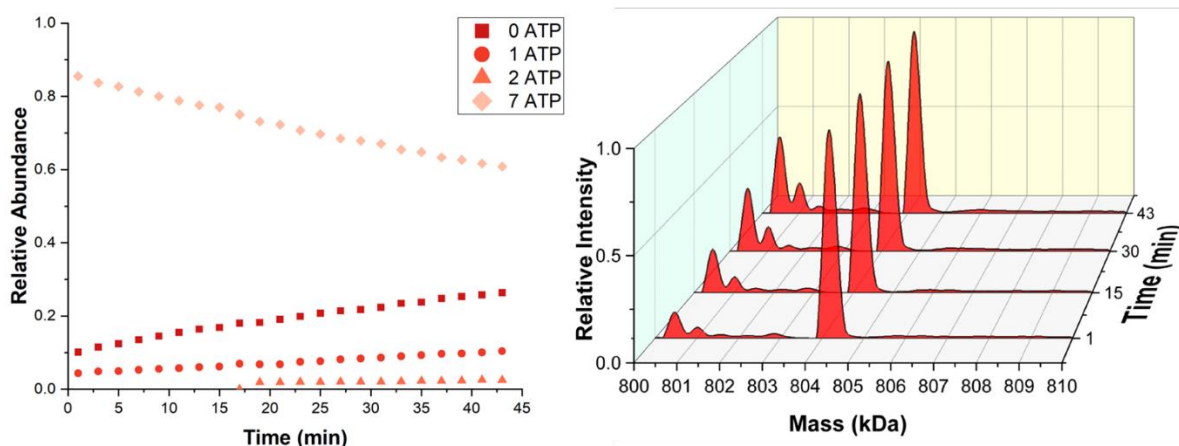 1.0
0.8
0.6
0.4
0.2
0.0
Relative Abundance
0 5 10 15 20 25 30 35 40 45
Time (min)
0 ATP
1 ATP
2 ATP
7 ATP
1.0
0.5
0.0
Relative Intensity
800 801 802 803 804 805 806 807 808 809 810
Mass (kDa)
43
30
15
1
Time (min)